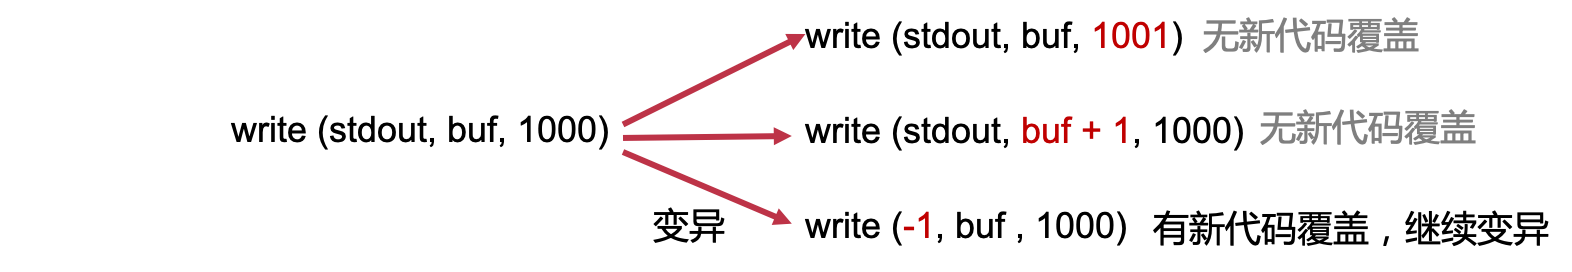 write (stdout, buf, 1001) 无新代码覆盖
write (stdout, buf, 1000)
write (stdout, buf + 1, 1000) 无新代码覆盖
变异
write (-1, buf , 1000) 有新代码覆盖，继续变异